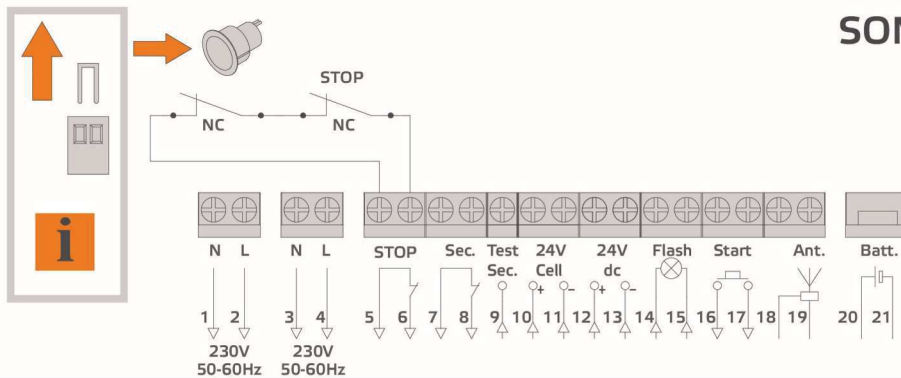 SON
STOP
NC NC
i
N L N L STOP Sec. Test Sec. 24V Cell 24V dc Flash Start Ant. Batt.
+ - + -
1 2 3 4 5 6 7 8 9 10 11 12 13 14 15 16 17 18 19 20 21
230V 50-60Hz 230V 50-60Hz